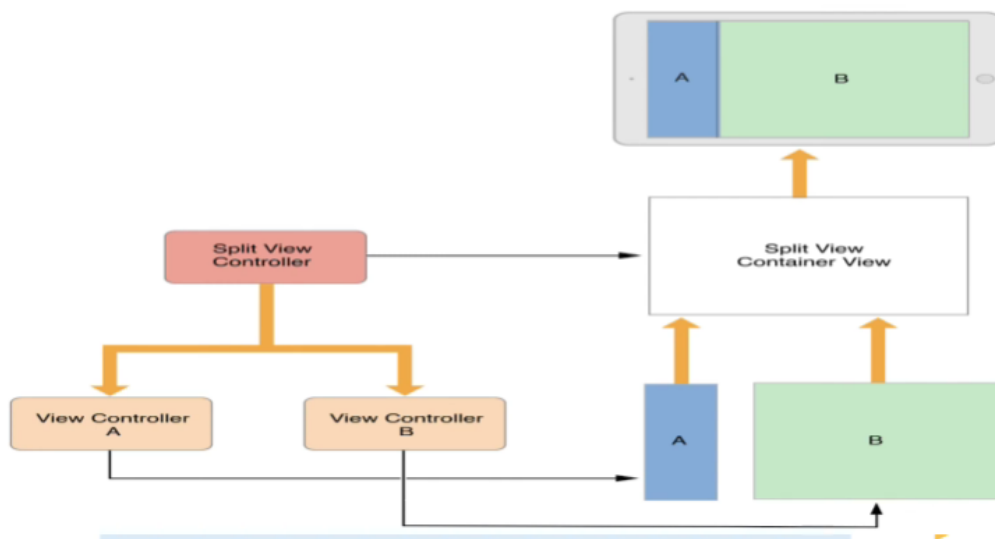 A
B
Split View
Controller
Split View
Container View
View Controller
A
View Controller
B
A
B